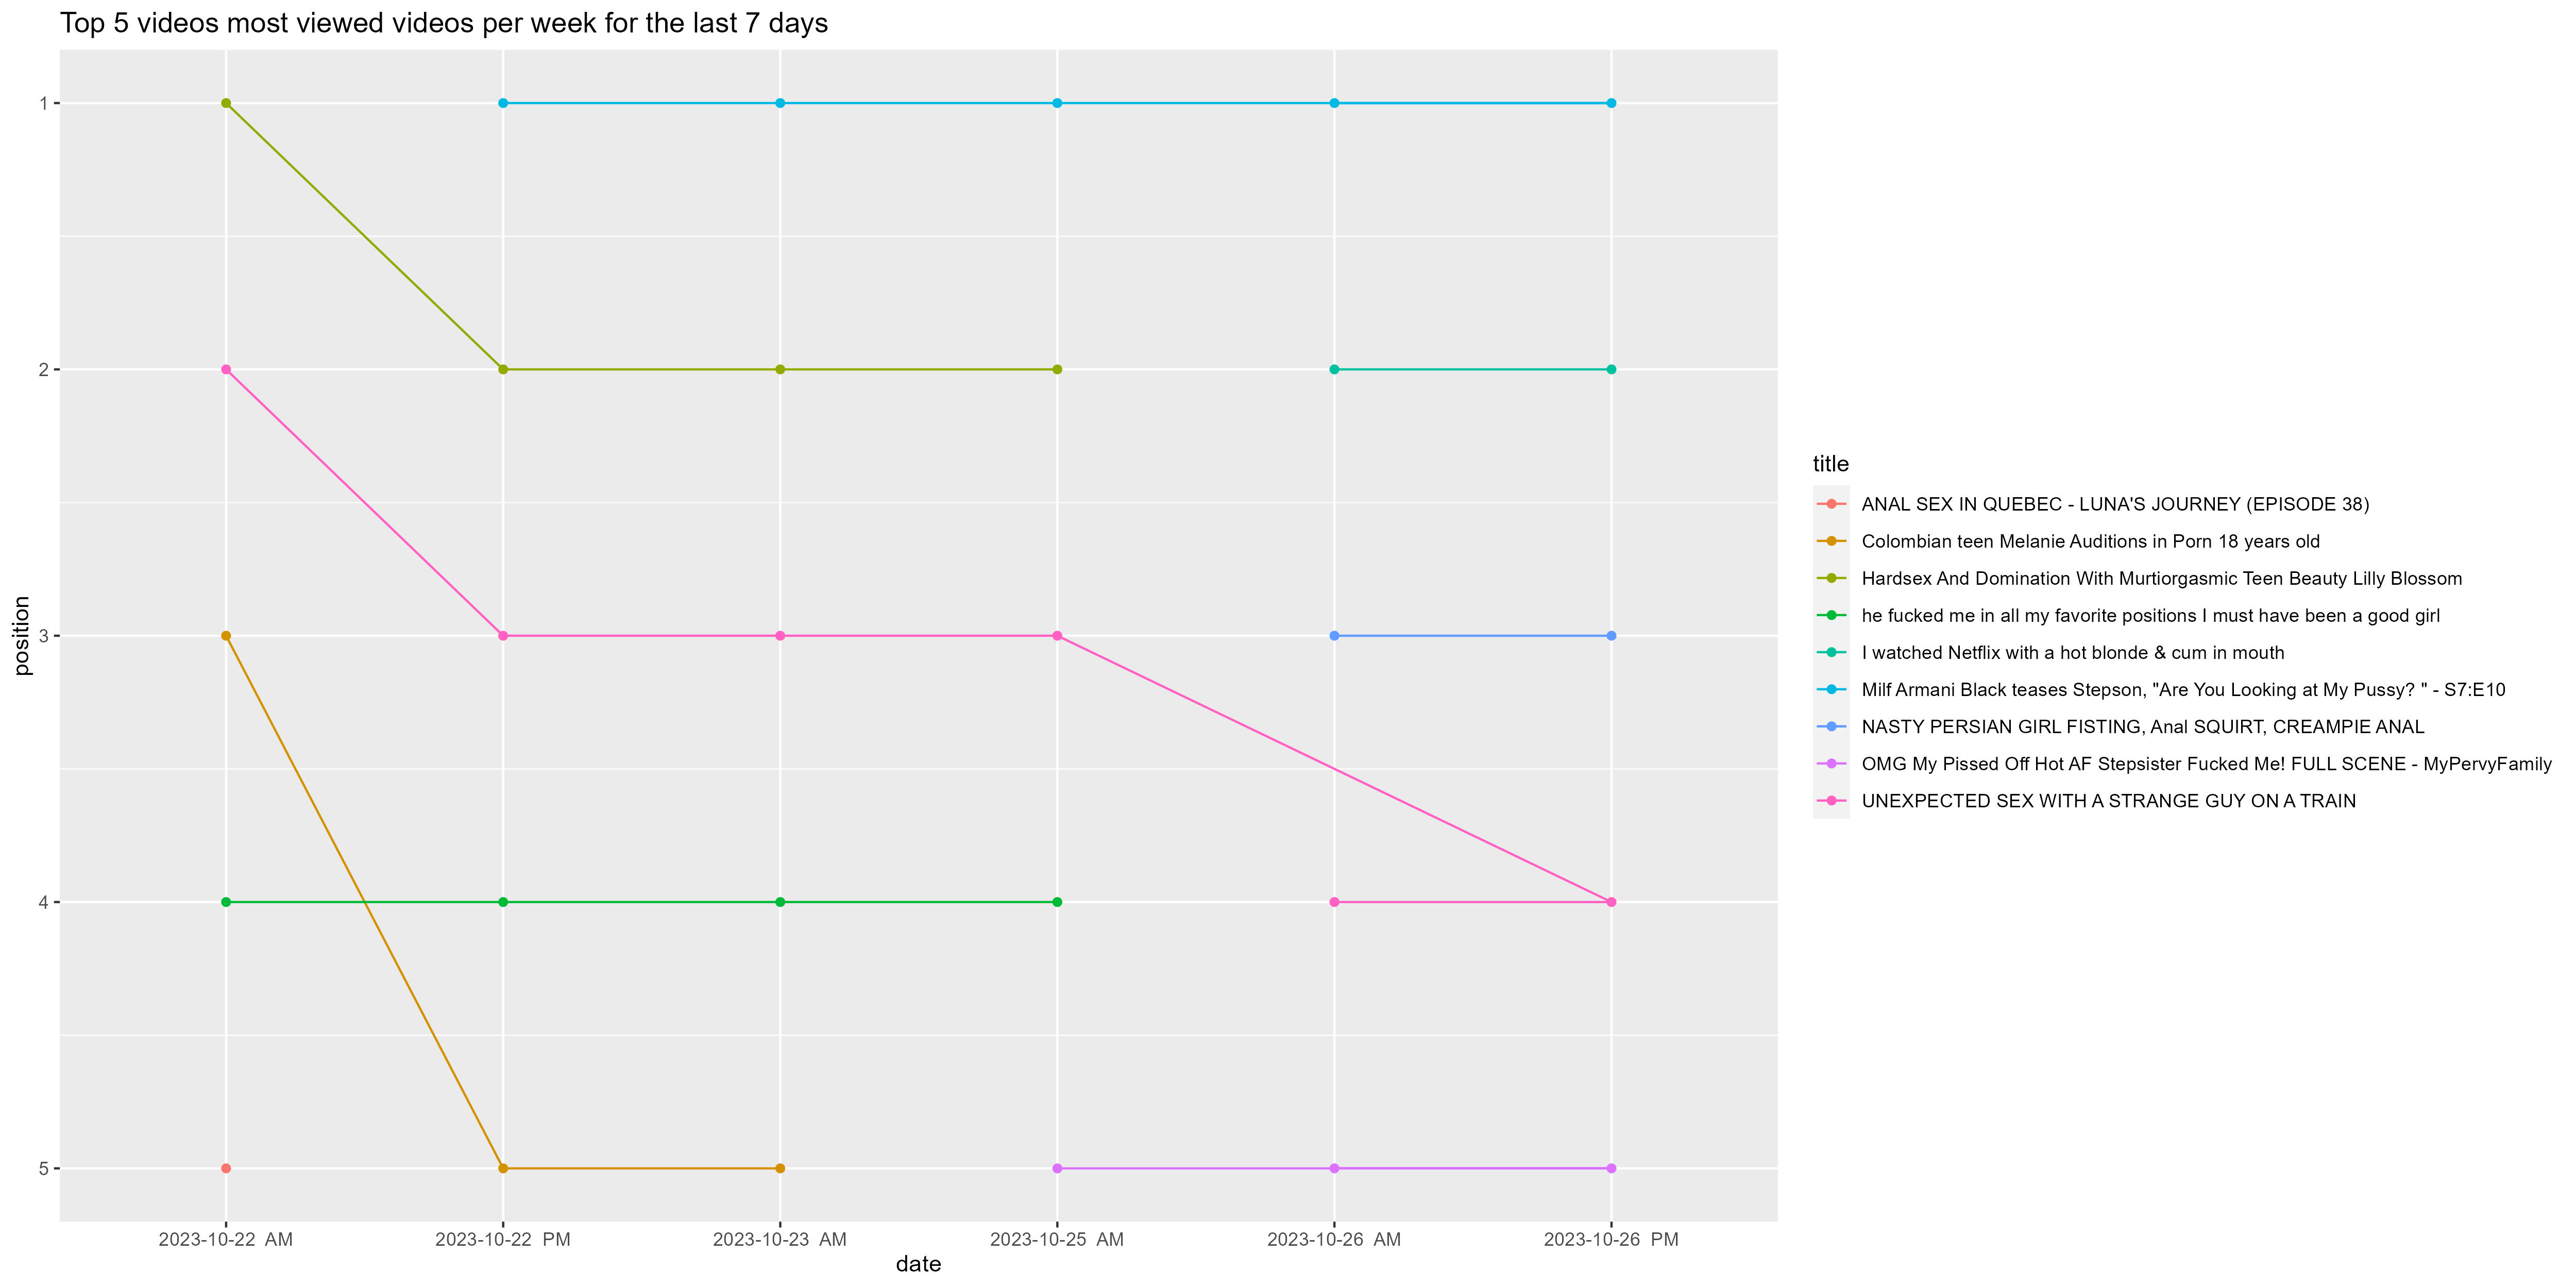 Top 5 videos most viewed videos per week for the last 7 days
position
1
2
3
4
5
2023-10-22 AM
2023-10-22 PM
2023-10-23 AM
2023-10-25 AM
2023-10-26 AM
2023-10-26 PM
date
title
ANAL SEX IN QUEBEC - LUNA'S JOURNEY (EPISODE 38)
Colombian teen Melanie Auditions in Porn 18 years old
Hardsex And Domination With Murtiorgasmic Teen Beauty Lilly Blossom
he fucked me in all my favorite positions I must have been a good girl
I watched Netflix with a hot blonde & cum in mouth
Milf Armani Black teases Stepson, "Are You Looking at My Pussy? " - S7:E10
NASTY PERSIAN GIRL FISTING, Anal SQUIRT, CREAMPIE ANAL
OMG My Pissed Off Hot AF Stepsister Fucked Me! FULL SCENE - MyPervyFamily
UNEXPECTED SEX WITH A STRANGE GUY ON A TRAIN